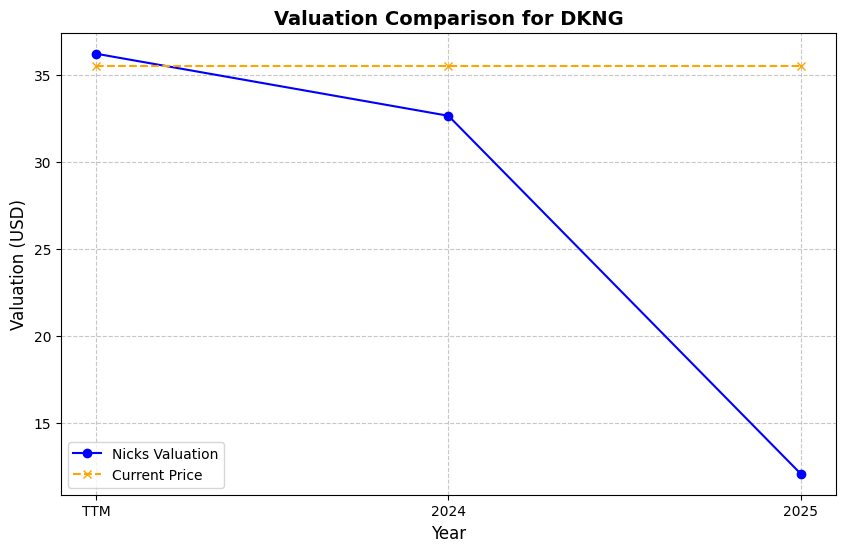 Valuation Comparison for DKNG
Valuation (USD)
35
30
25
20
15
Nicks Valuation
Current Price
TTM
2024
2025
Year